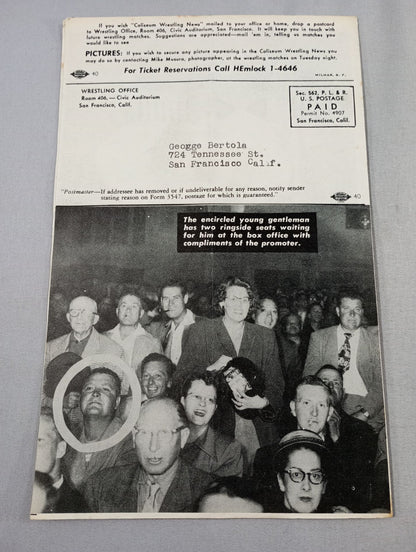 If you wish "Coliseum Wrestling News" mailed to your office or home, drop a postcard
to Wrestling Office, Room 406, Civic Auditorium, San Francisco. It will keep you in touch with
future wrestling matches. Suggestions are appreciated—mail 'em in, telling us matches you
would like to see
PICTURES: If you wish to secure any picture appearing in the Coliseum Wrestling News you
may do so by contacting Mike Musura, photographer, at the wrestling matches on Tuesday night.
40
For Ticket Reservations Call HEmlock 1-4646
WRESTLING OFFICE
Room 406, — Civic Auditorium
San Francisco, Calif.
Sec. 562, P. L. & R.
U. S. POSTAGE
PAID
Permit No. 4907
San Francisco, Calif.
Geogge Bertola
724 Tennessee St.
San Francisco Calif.
"Postmaster—If addressee has removed or if undeliverable for any reason, notify sender
stating reason on Form 3547, postage for which is guaranteed."
40
The encircled young gentleman
has two ringside seats waiting
for him at the box office with
compliments of the promoter.